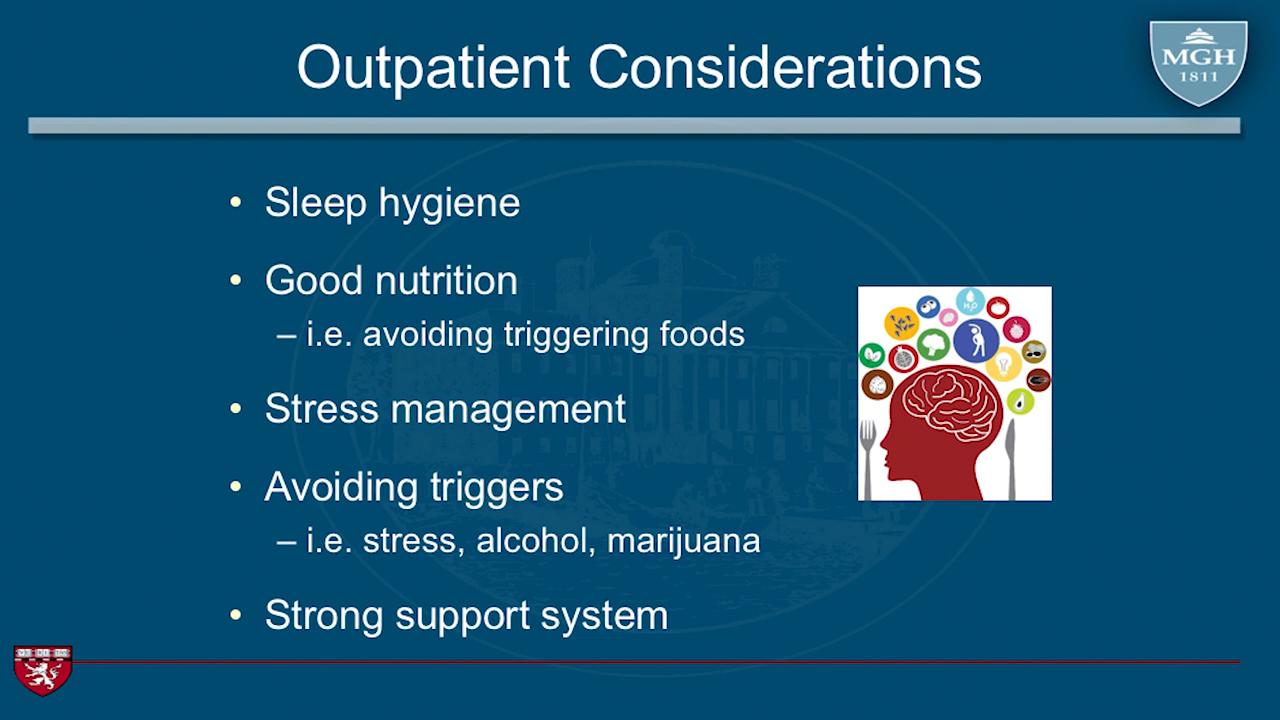 Outpatient Considerations
MGH
1811
• Sleep hygiene
• Good nutrition
– i.e. avoiding triggering foods
• Stress management
• Avoiding triggers
– i.e. stress, alcohol, marijuana
• Strong support system
H₂O